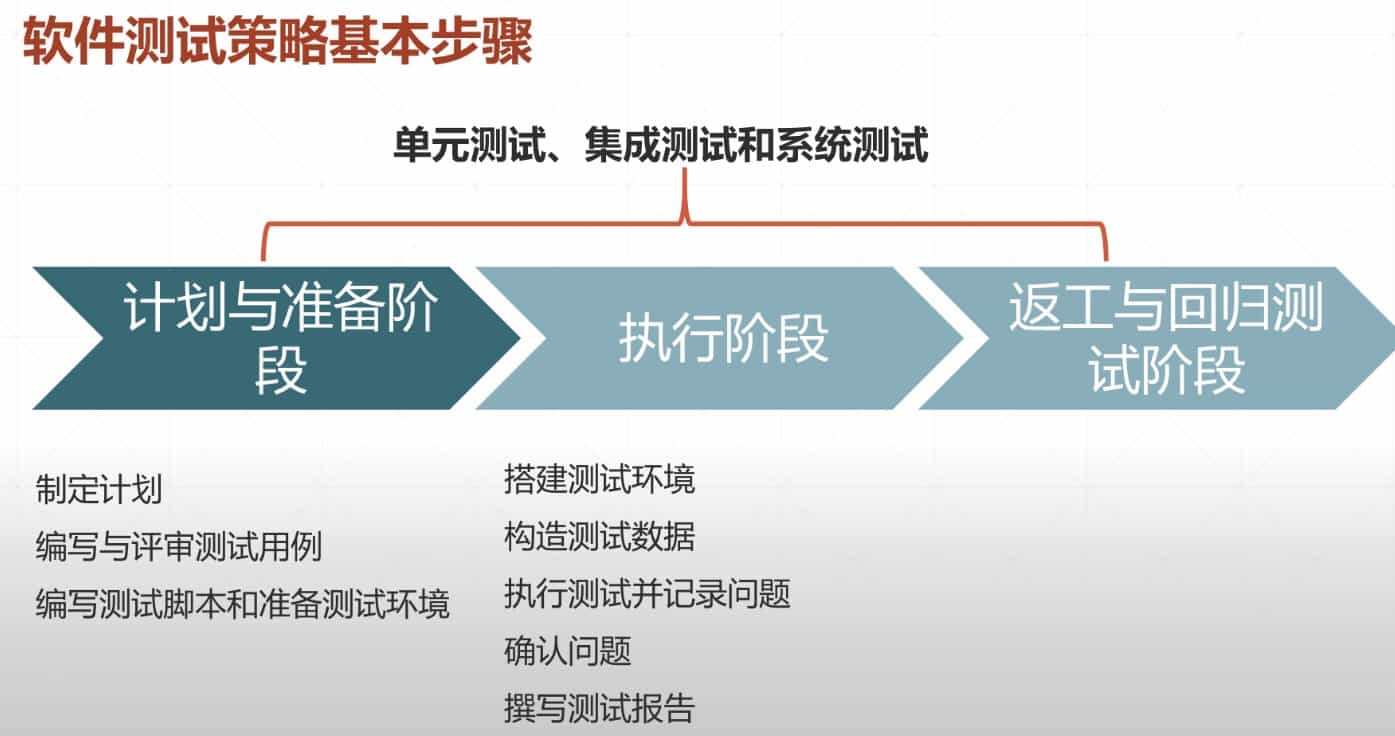 软件测试策略基本步骤
单元测试、集成测试和系统测试
计划与准备阶
段
执行阶段
返工与回归测
试阶段
制定计划
编写与评审测试用例
编写测试脚本和准备测试环境
搭建测试环境
构造测试数据
执行测试并记录问题
确认问题
撰写测试报告